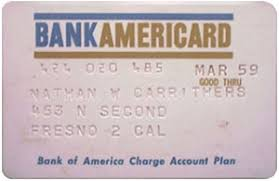 BANKAMERICARD
424 020 485 MAR 59
GOOD THRU
NATHAN W CARRITHERS
453 N SECOND
FRESNO 2 CAL
Bank of America Charge Account Plan